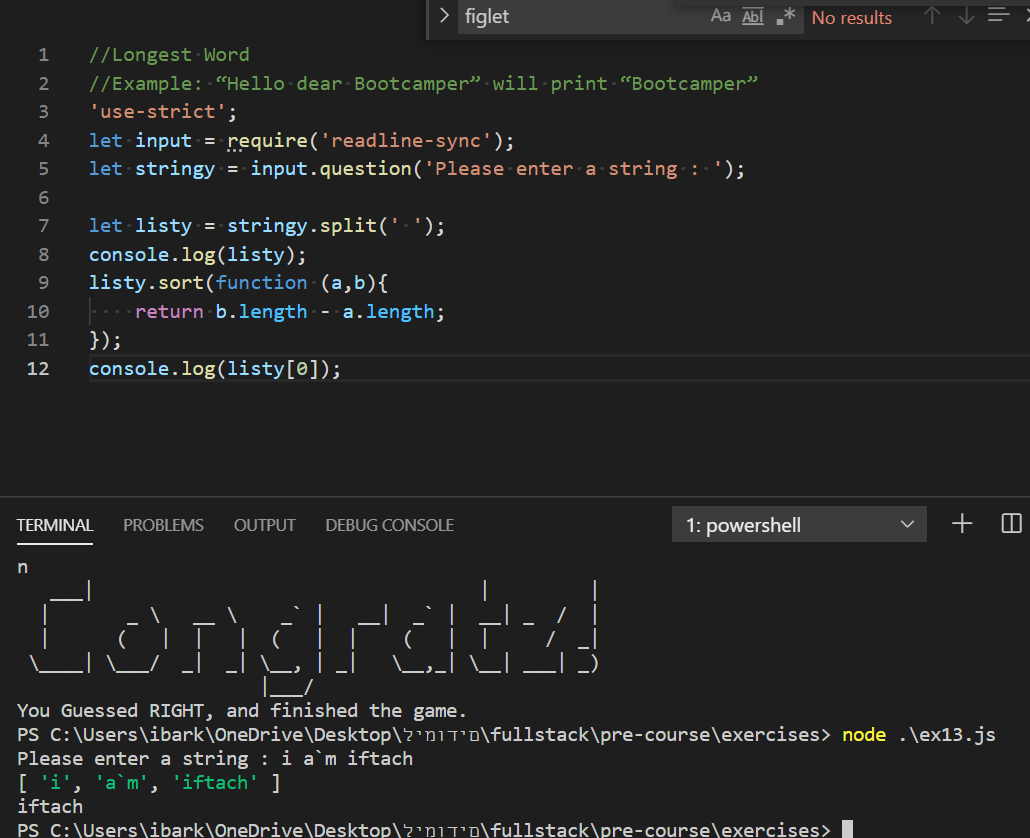 figlet Aa Abl .* No results
1 //Longest Word
2 //Example: “Hello dear Bootcamper” will print “Bootcamper”
3 'use-strict';
4 let input = require('readline-sync');
5 let stringy = input.question('Please enter a string : ');
6
7 let listy = stringy.split(' ');
8 console.log(listy);
9 listy.sort(function (a,b){
10     return b.length - a.length;
11 });
12 console.log(listy[0]);
TERMINAL PROBLEMS OUTPUT DEBUG CONSOLE 1: powershell
n
Congratz!
You Guessed RIGHT, and finished the game.
PS C:\Users\ibark\OneDrive\Desktop\לימודים\fullstack\pre-course\exercises> node .\ex13.js
Please enter a string : i a`m iftach
[ 'i', 'a`m', 'iftach' ]
iftach
PS C:\Users\ibark\OneDrive\Desktop\לימודים\fullstack\pre-course\exercises>